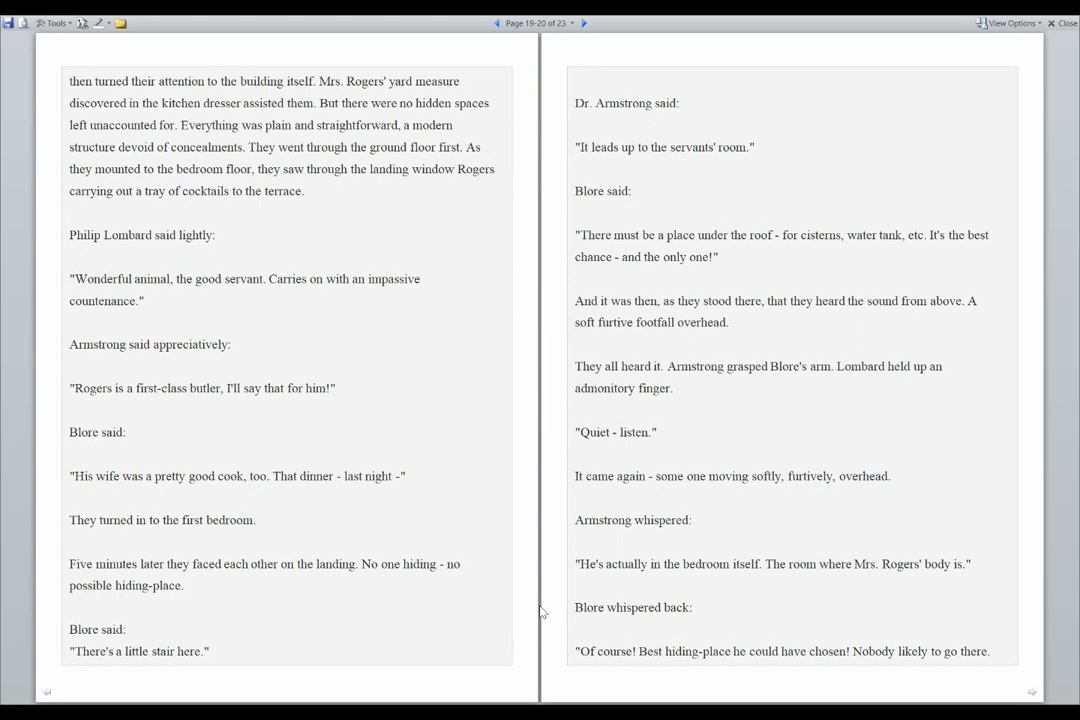 Tools
Page 19-20 of 23
View Options
Close
then turned their attention to the building itself. Mrs. Rogers' yard measure
discovered in the kitchen dresser assisted them. But there were no hidden spaces
left unaccounted for. Everything was plain and straightforward, a modern
structure devoid of concealments. They went through the ground floor first. As
they mounted to the bedroom floor, they saw through the landing window Rogers
carrying out a tray of cocktails to the terrace.
Philip Lombard said lightly:
"Wonderful animal, the good servant. Carries on with an impassive
countenance."
Armstrong said appreciatively:
"Rogers is a first-class butler, I'll say that for him!"
Blore said:
"His wife was a pretty good cook, too. That dinner - last night -"
They turned in to the first bedroom.
Five minutes later they faced each other on the landing. No one hiding - no
possible hiding-place.
Blore said:
"There's a little stair here."
Dr. Armstrong said:
"It leads up to the servants' room."
Blore said:
"There must be a place under the roof - for cisterns, water tank, etc. It's the best
chance - and the only one!"
And it was then, as they stood there, that they heard the sound from above. A
soft furtive footfall overhead.
They all heard it. Armstrong grasped Blore's arm. Lombard held up an
admonitory finger.
"Quiet - listen."
It came again - some one moving softly, furtively, overhead.
Armstrong whispered:
"He's actually in the bedroom itself. The room where Mrs. Rogers' body is."
Blore whispered back:
"Of course! Best hiding-place he could have chosen! Nobody likely to go there.